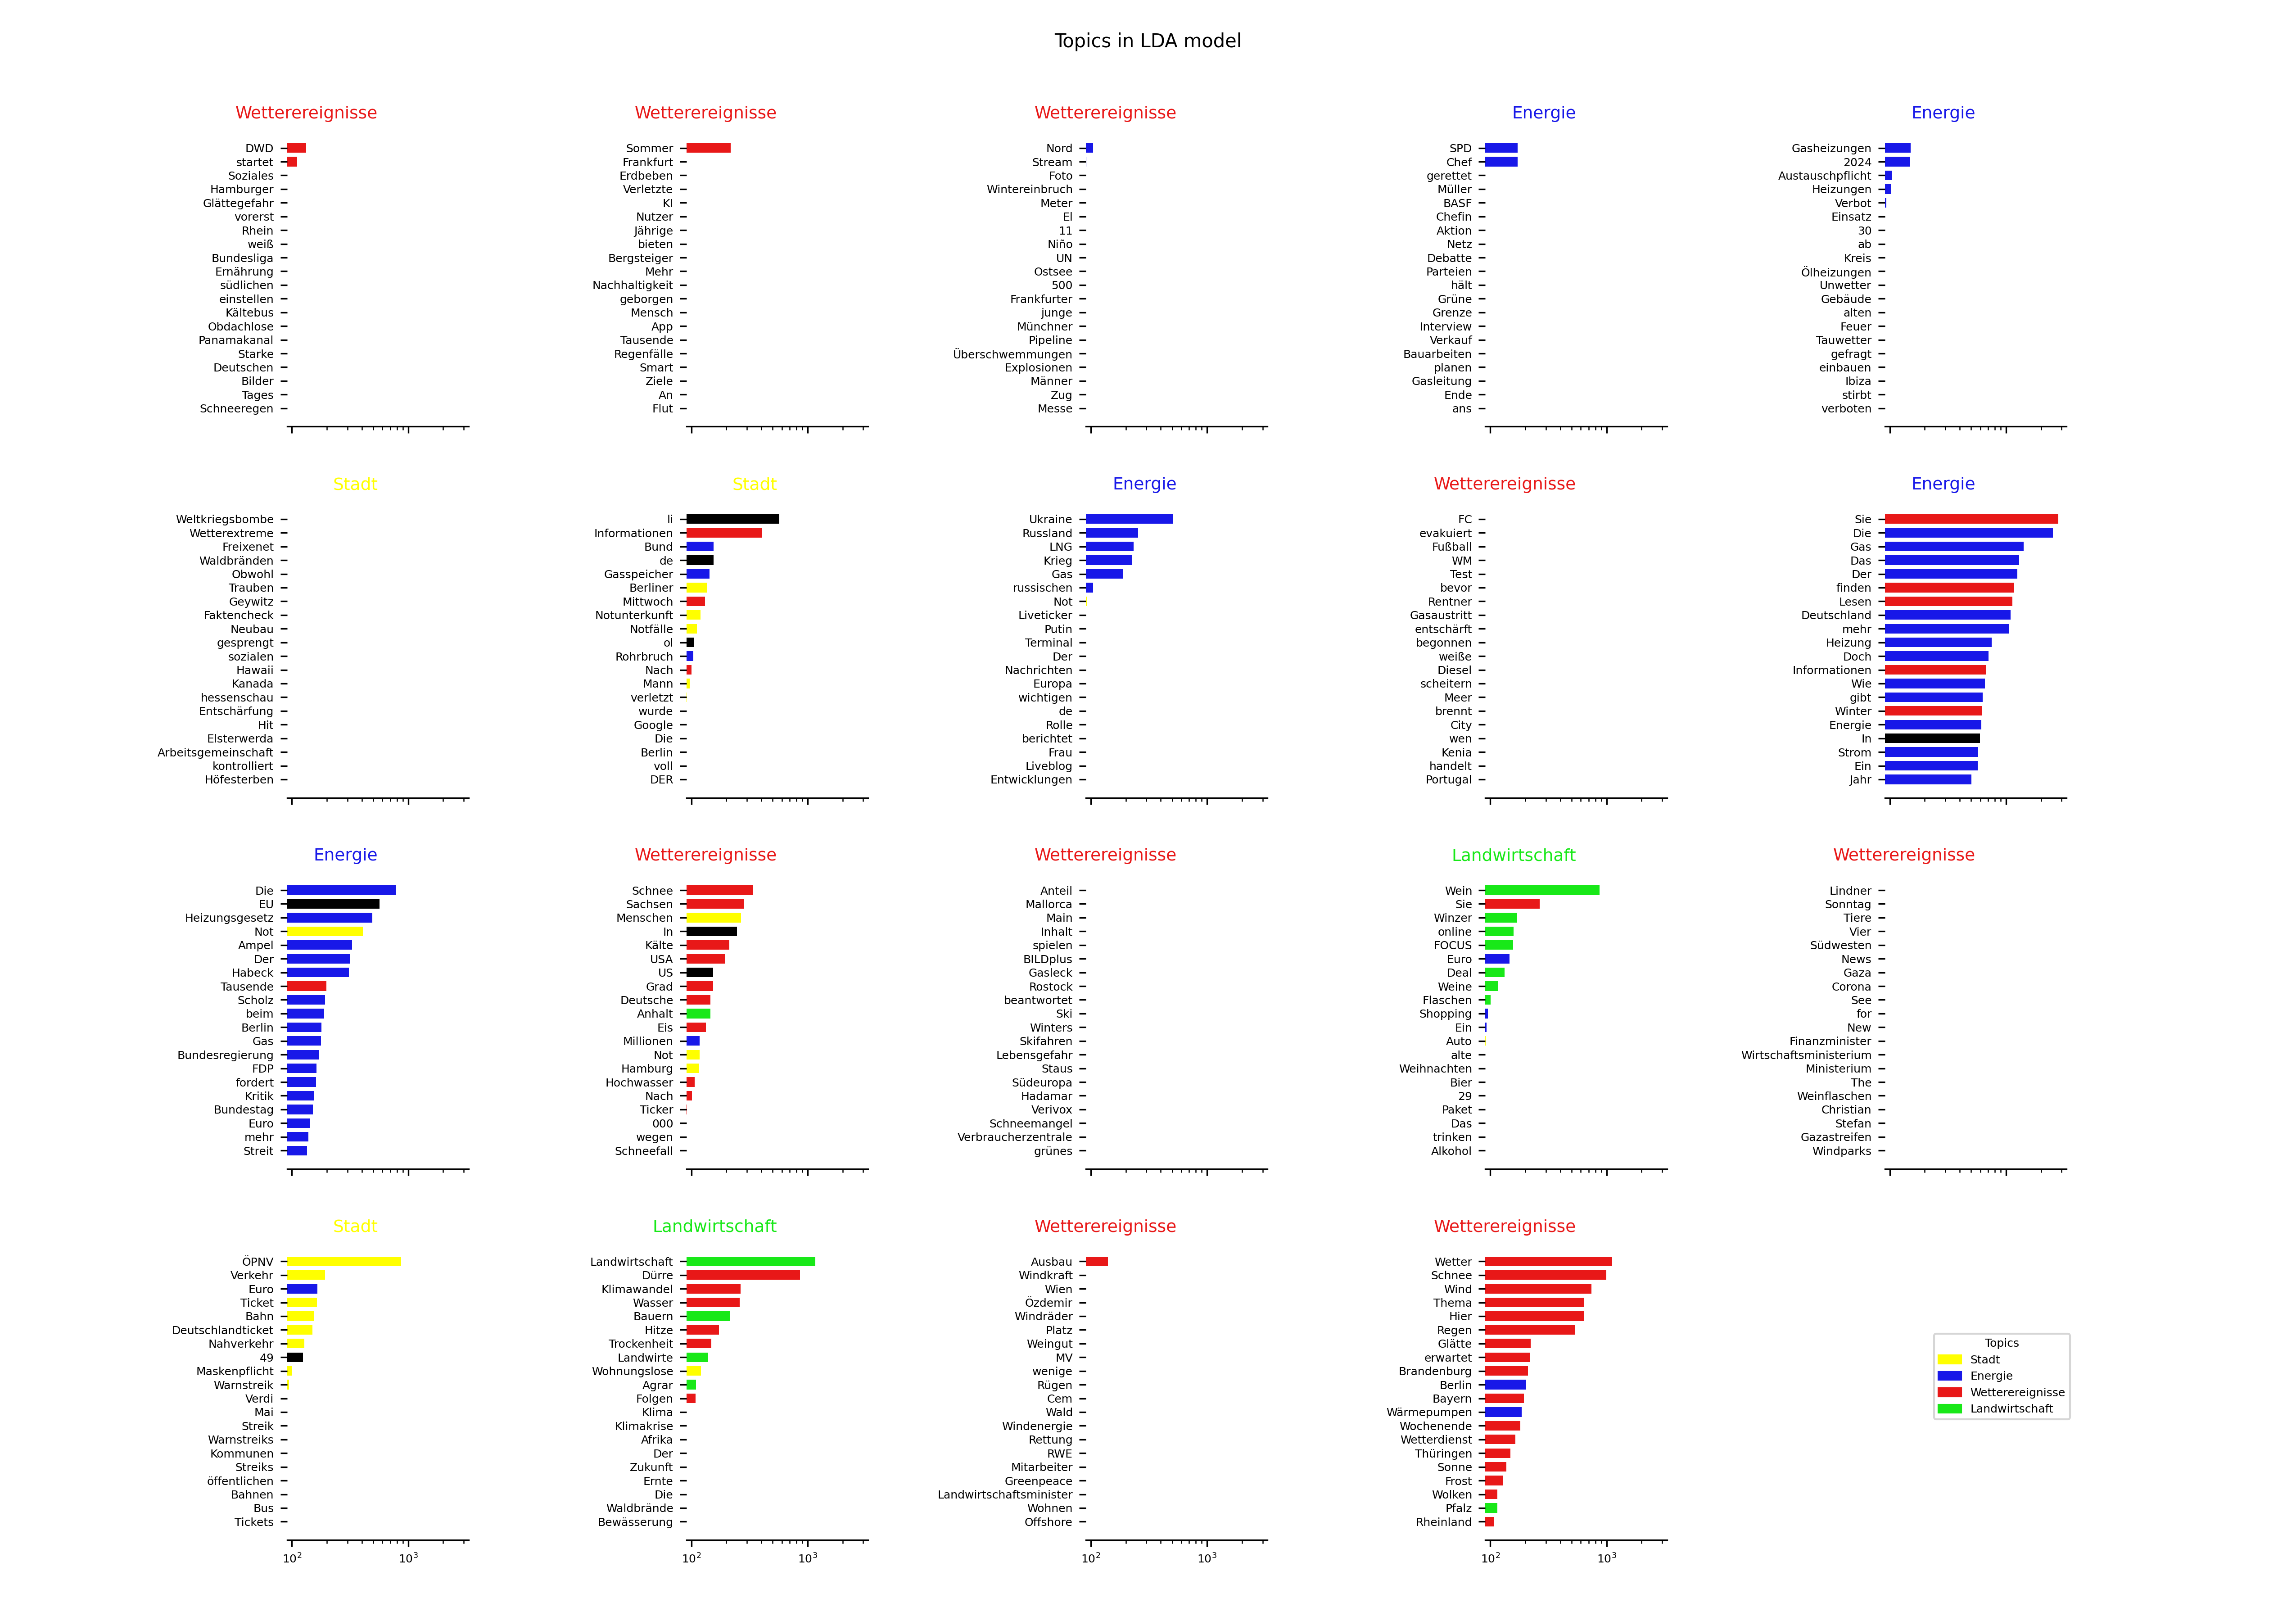 Topics in LDA model
Wetterereignisse
DWD
startet
Soziales
Hamburger
Glättegefahr
vorerst
Rhein
weiß
Bundesliga
Ernährung
südlichen
einstellen
Kältebus
Obdachlose
Panamakanal
Starke
Deutschen
Bilder
Tages
Schneeregen
Wetterereignisse
Sommer
Frankfurt
Erdbeben
Verletzte
KI
Nutzer
Jährige
bieten
Bergsteiger
Mehr
Nachhaltigkeit
geborgen
Mensch
App
Tausende
Regenfälle
Smart
Ziele
An
Flut
Wetterereignisse
Nord
Stream
Foto
Wintereinbruch
Meter
El
11
Niño
UN
Ostsee
500
Frankfurter
junge
Münchner
Pipeline
Überschwemmungen
Explosionen
Männer
Zug
Messe
Energie
SPD
Chef
gerettet
Müller
BASF
Chefin
Aktion
Netz
Debatte
Parteien
hält
Grüne
Grenze
Interview
Verkauf
Bauarbeiten
planen
Gasleitung
Ende
ans
Energie
Gasheizungen
2024
Austauschpflicht
Heizungen
Verbot
Einsatz
30
ab
Kreis
Ölheizungen
Unwetter
Gebäude
alten
Feuer
Tauwetter
gefragt
einbauen
Ibiza
stirbt
verboten
Stadt
Weltkriegsbombe
Wetterextreme
Freixenet
Waldbränden
Obwohl
Trauben
Geywitz
Faktencheck
Neubau
gesprengt
sozialen
Hawaii
Kanada
hessenschau
Entschärfung
Hit
Elsterwerda
Arbeitsgemeinschaft
kontrolliert
Höfesterben
Stadt
li
Informationen
Bund
de
Gasspeicher
Berliner
Mittwoch
Notunterkunft
Notfälle
ol
Rohrbruch
Nach
Mann
verletzt
wurde
Google
Die
Berlin
voll
DER
Energie
Ukraine
Russland
LNG
Krieg
Gas
russischen
Not
Liveticker
Putin
Terminal
Der
Nachrichten
Europa
wichtigen
de
Rolle
berichtet
Frau
Liveblog
Entwicklungen
Wetterereignisse
FC
evakuiert
Fußball
WM
Test
bevor
Rentner
Gasaustritt
entschärft
begonnen
weiße
Diesel
scheitern
Meer
brennt
City
wen
Kenia
handelt
Portugal
Energie
Sie
Die
Gas
Das
Der
finden
Lesen
Deutschland
mehr
Heizung
Doch
Informationen
Wie
gibt
Winter
Energie
In
Strom
Ein
Jahr
Energie
Die
EU
Heizungsgesetz
Not
Ampel
Der
Habeck
Tausende
Scholz
beim
Berlin
Gas
Bundesregierung
FDP
fordert
Kritik
Bundestag
Euro
mehr
Streit
Wetterereignisse
Schnee
Sachsen
Menschen
In
Kälte
USA
US
Grad
Deutsche
Anhalt
Eis
Millionen
Not
Hamburg
Hochwasser
Nach
Ticker
000
wegen
Schneefall
Wetterereignisse
Anteil
Mallorca
Main
Inhalt
spielen
BILDplus
Gasleck
Rostock
beantwortet
Ski
Winters
Skifahren
Lebensgefahr
Staus
Südeuropa
Hadamar
Verivox
Schneemangel
Verbraucherzentrale
grünes
Landwirtschaft
Wein
Sie
Winzer
online
FOCUS
Euro
Deal
Weine
Flaschen
Shopping
Ein
Auto
alte
Weihnachten
Bier
29
Paket
Das
trinken
Alkohol
Wetterereignisse
Lindner
Sonntag
Tiere
Vier
Südwesten
News
Gaza
Corona
See
for
New
Finanzminister
Wirtschaftsministerium
Ministerium
The
Weinflaschen
Christian
Stefan
Gazastreifen
Windparks
Stadt
ÖPNV
Verkehr
Euro
Ticket
Bahn
Deutschlandticket
Nahverkehr
49
Maskenpflicht
Warnstreik
Verdi
Mai
Streik
Warnstreiks
Kommunen
Streiks
öffentlichen
Bahnen
Bus
Tickets
10² 10³
Landwirtschaft
Landwirtschaft
Dürre
Klimawandel
Wasser
Bauern
Hitze
Trockenheit
Landwirte
Wohnungslose
Agrar
Folgen
Klima
Klimakrise
Afrika
Der
Zukunft
Ernte
Die
Waldbrände
Bewässerung
10² 10³
Wetterereignisse
Ausbau
Windkraft
Wien
Özdemir
Windräder
Platz
Weingut
MV
wenige
Rügen
Cem
Wald
Windenergie
Rettung
RWE
Mitarbeiter
Greenpeace
Landwirtschaftsminister
Wohnen
Offshore
10² 10³
Wetterereignisse
Wetter
Schnee
Wind
Thema
Hier
Regen
Glätte
erwartet
Brandenburg
Berlin
Bayern
Wärmepumpen
Wochenende
Wetterdienst
Thüringen
Sonne
Frost
Wolken
Pfalz
Rheinland
10² 10³
Topics
Stadt
Energie
Wetterereignisse
Landwirtschaft